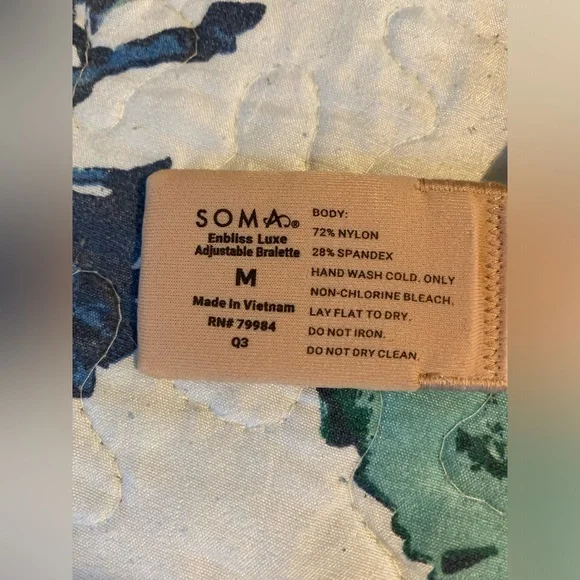 SOMA®
Enbliss Luxe
Adjustable Bralette
M
Made in Vietnam
RN# 79984
Q3
BODY:
72% NYLON
28% SPANDEX
HAND WASH COLD. ONLY
NON-CHLORINE BLEACH.
LAY FLAT TO DRY.
DO NOT IRON.
DO NOT DRY CLEAN.